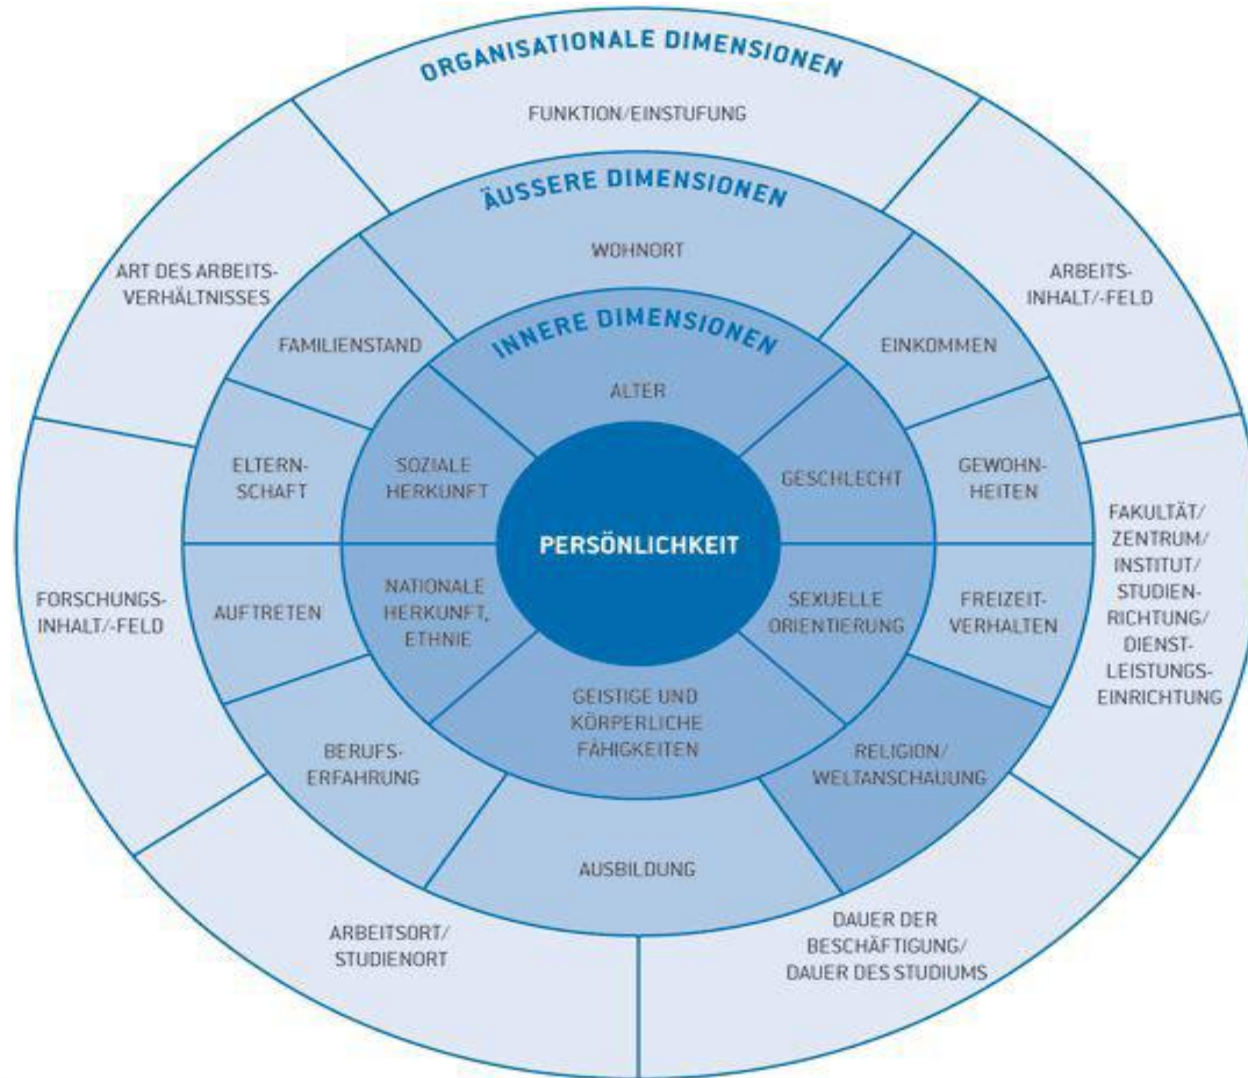 ORGANISATIONALE DIMENSIONEN
FUNKTION/EINSTUFUNG
ARBEITS-
INHALT/-FELD
FAKULTÄT/
ZENTRUM/
INSTITUT/
STUDIEN-
RICHTUNG/
DIENST-
LEISTUNGS-
EINRICHTUNG
DAUER DER
BESCHÄFTIGUNG/
DAUER DES STUDIUMS
ARBEITSORT/
STUDIENORT
FORSCHUNGS-
INHALT/-FELD
ART DES ARBEITS-
VERHÄLTNISSES
ÄUSSERE DIMENSIONEN
WOHNORT
EINKOMMEN
GEWOHN-
HEITEN
FREIZEIT-
VERHALTEN
RELIGION/
WELTANSCHAUUNG
AUSBILDUNG
BERUFS-
ERFAHRUNG
AUFTRETEN
ELTERN-
SCHAFT
FAMILIENSTAND
INNERE DIMENSIONEN
ALTER
GESCHLECHT
SEXUELLE
ORIENTIERUNG
GEISTIGE UND
KÖRPERLICHE
FÄHIGKEITEN
NATIONALE
HERKUNFT,
ETHNIE
SOZIALE
HERKUNFT
PERSÖNLICHKEIT